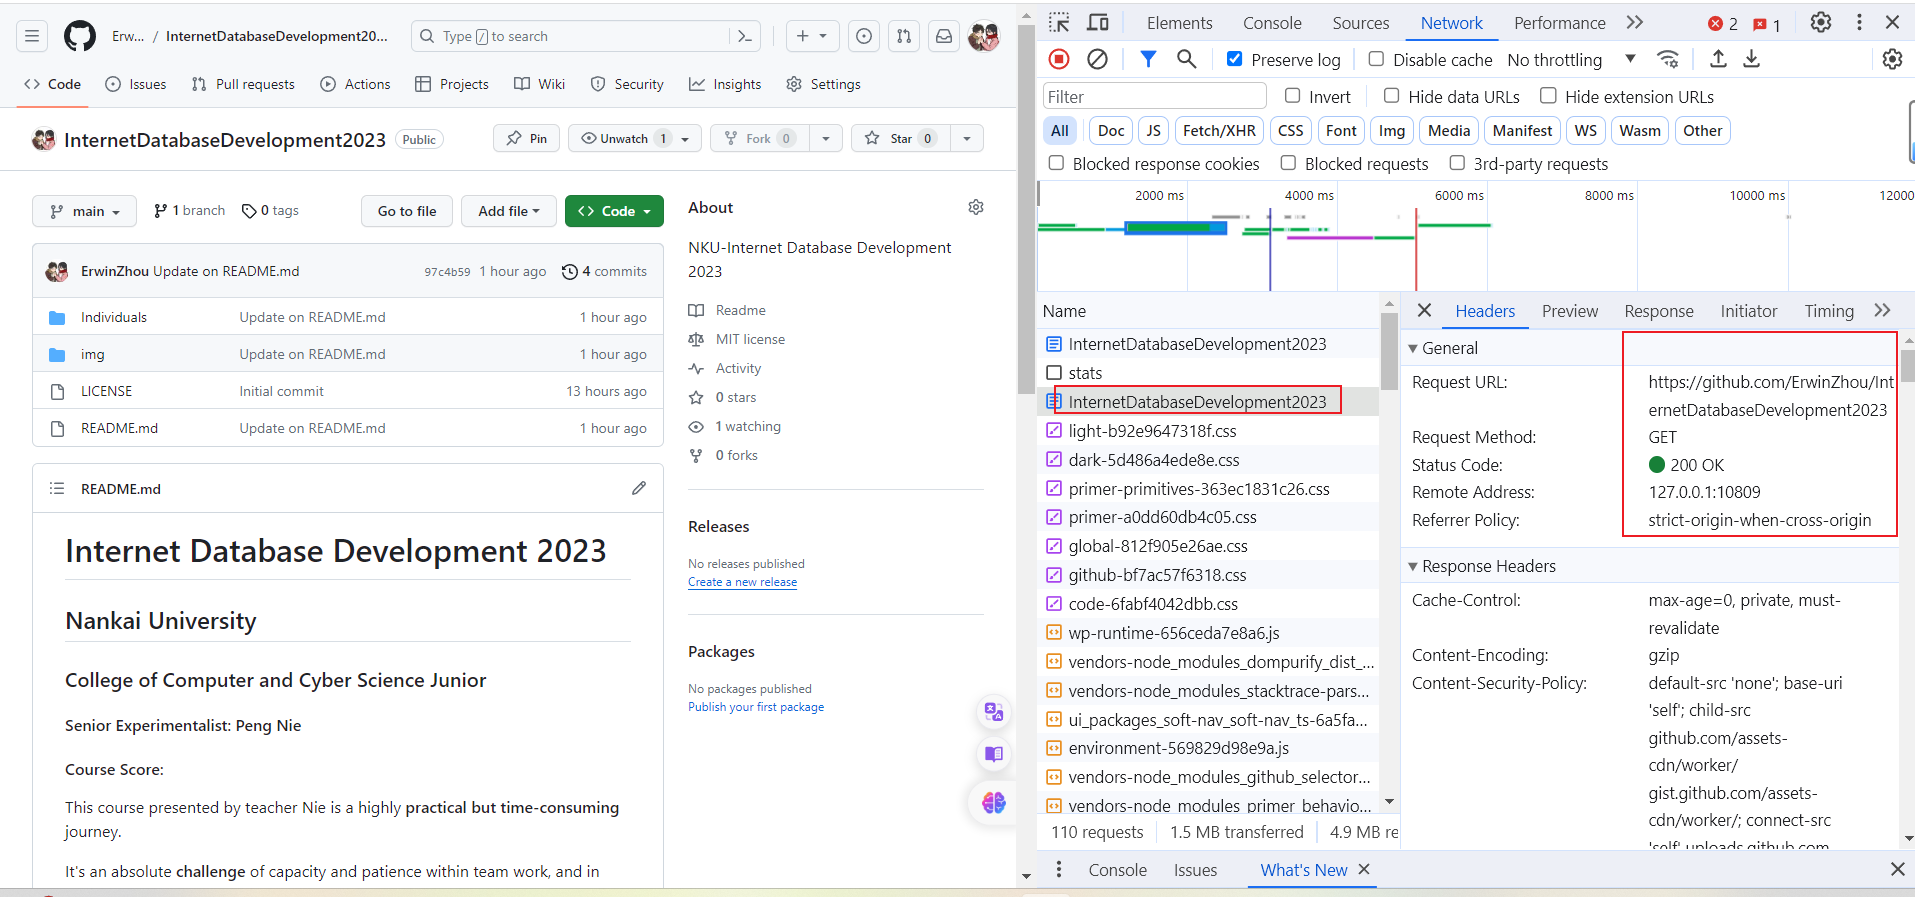 Erw... / InternetDatabaseDevelopment20...
Type / to search
Code Issues Pull requests Actions Projects Wiki Security Insights Settings
InternetDatabaseDevelopment2023 Public
Pin Unwatch 1 Fork 0 Star 0
main 1 branch 0 tags Go to file Add file Code
ErwinZhou Update on README.md 97c4b59 1 hour ago 4 commits
Individuals Update on README.md 1 hour ago
img Update on README.md 1 hour ago
LICENSE Initial commit 13 hours ago
README.md Update on README.md 1 hour ago
README.md
Internet Database Development 2023
Nankai University
College of Computer and Cyber Science Junior
Senior Experimentalist: Peng Nie
Course Score:
This course presented by teacher Nie is a highly practical but time-consuming
journey.
It's an absolute challenge of capacity and patience within team work, and in
About
NKU-Internet Database Development
2023
Readme
MIT license
Activity
0 stars
1 watching
0 forks
Releases
No releases published
Create a new release
Packages
No packages published
Publish your first package
Elements Console Sources Network Performance 2 1
Preserve log Disable cache No throttling
Filter Invert Hide data URLs Hide extension URLs
All Doc JS Fetch/XHR CSS Font Img Media Manifest WS Wasm Other
Blocked response cookies Blocked requests 3rd-party requests
2000 ms 4000 ms 6000 ms 8000 ms 10000 ms 12000
Name
InternetDatabaseDevelopment2023
stats
InternetDatabaseDevelopment2023
light-b92e9647318f.css
dark-5d486a4ede8e.css
primer-primitives-363ec1831c26.css
primer-a0dd60db4c05.css
global-812f905e26ae.css
github-bf7ac57f6318.css
code-6fabf4042dbb.css
wp-runtime-656ceda7e8a6.js
vendors-node_modules_dompurify_dist_...
vendors-node_modules_stacktrace-pars...
ui_packages_soft-nav_soft-nav_ts-6a5fa...
environment-569829d98e9a.js
vendors-node_modules_github_selector...
vendors-node_modules_primer_behavio...
110 requests 1.5 MB transferred 4.9 MB re
Headers Preview Response Initiator Timing
General
Request URL: https://github.com/ErwinZhou/Int
ernetDatabaseDevelopment2023
Request Method: GET
Status Code: 200 OK
Remote Address: 127.0.0.1:10809
Referrer Policy: strict-origin-when-cross-origin
Response Headers
Cache-Control: max-age=0, private, must-
revalidate
Content-Encoding: gzip
Content-Security-Policy: default-src 'none'; base-uri
'self'; child-src
github.com/assets-
cdn/worker/
gist.github.com/assets-
cdn/worker/; connect-src
'self' uploads.github.com
Console Issues What's New